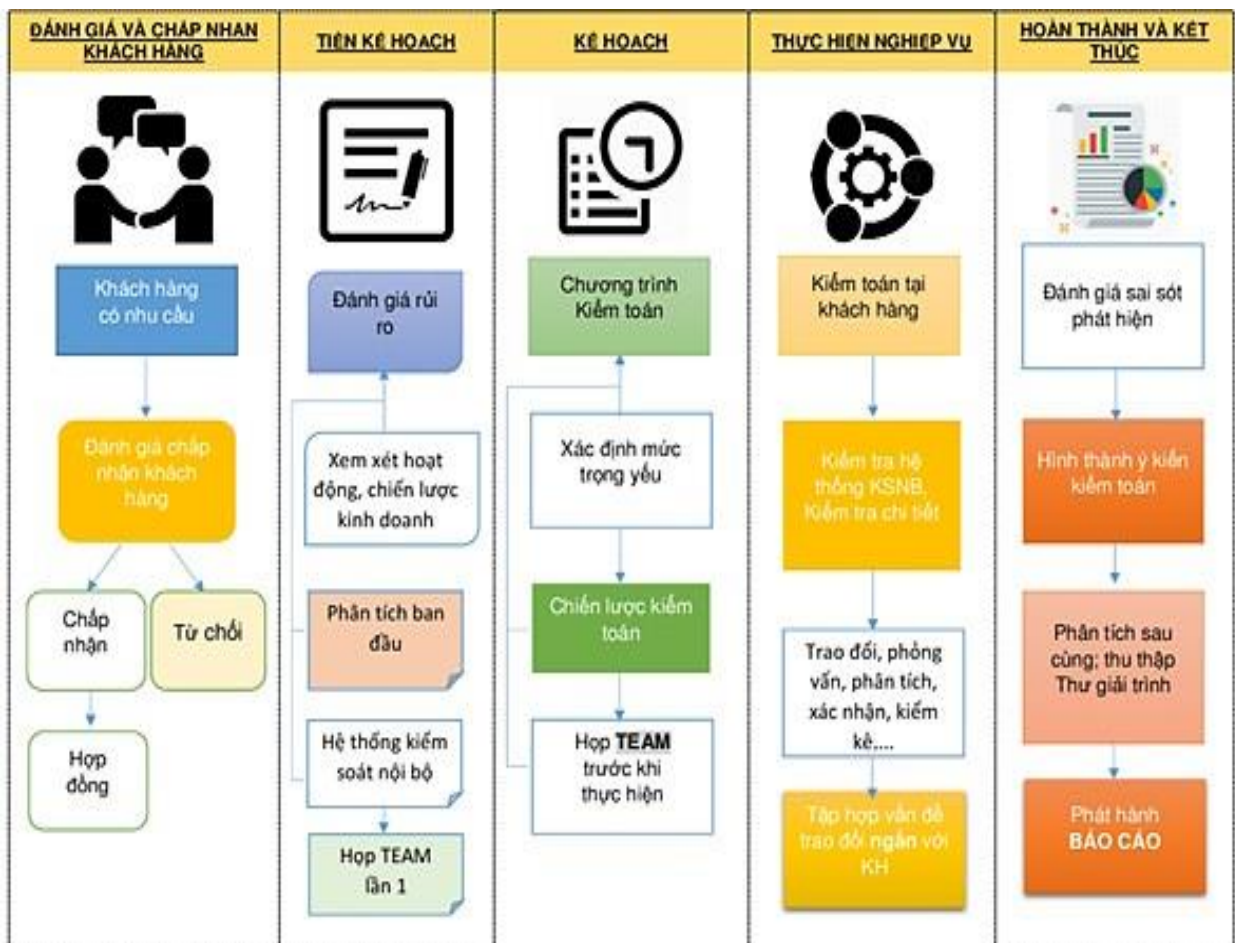 ĐÁNH GIÁ VÀ CHẤP NHAN
KHÁCH HÀNG
TIỀN KẾ HOẠCH
KẾ HOẠCH
THỰC HIỆN NGHIỆP VỤ
HOÀN THÀNH VÀ KẾT
THÚC
Khách hàng
có nhu cầu
Đánh giá chấp
nhận khách
hàng
Chấp
nhận
Từ chối
Hợp
đồng
Đánh giá rủi
ro
Xem xét hoạt
động, chiến lược
kinh doanh
Phân tích ban
đầu
Hệ thống kiểm
soát nội bộ
Họp TEAM
lần 1
Chương trình
Kiểm toán
Xác định mức
trọng yếu
Chiến lược kiểm
toán
Họp TEAM
trước khi
thực hiện
Kiểm toán tại
khách hàng
Kiểm tra hệ
thống KSNB,
Kiểm tra chi tiết
Trao đổi, phỏng
vấn, phân tích,
xác nhận, kiểm
kê....
Tập hợp vấn đề
trao đổi ngắn với
KH
Đánh giá sai sót
phát hiện
Hình thành ý kiến
kiểm toán
Phân tích sau
cùng; thu thập
Thư giải trình
Phát hành
BÁO CÁO